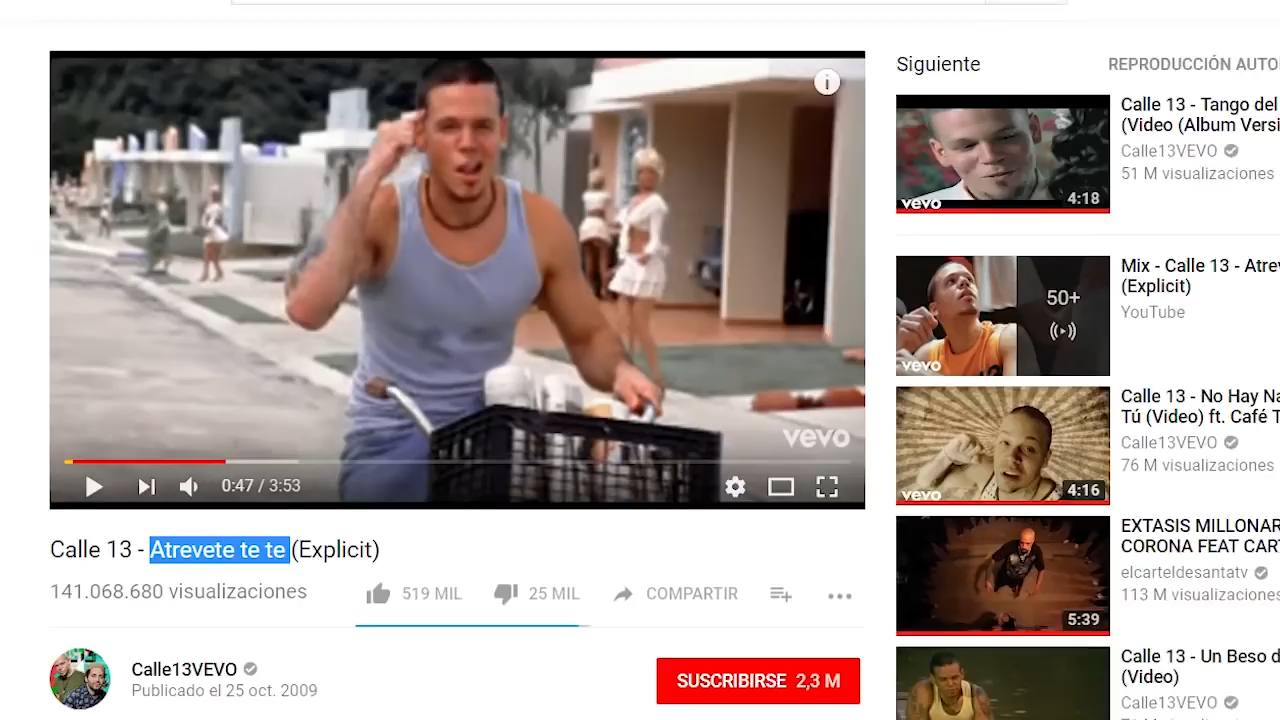 Siguiente
REPRODUCCIÓN AUTO
vevo
0:47 / 3:53
Calle 13 - Atrevete te te (Explicit)
141.068.680 visualizaciones
519 MIL
25 MIL
COMPARTIR
Calle13VEVO
Publicado el 25 oct. 2009
SUSCRIBIRSE 2,3 M
vevo
4:18
Calle 13 - Tango del
(Video (Album Versi
Calle13VEVO
51 M visualizaciones
vevo
50+
Mix - Calle 13 - Atre
(Explicit)
YouTube
vevo
4:16
Calle 13 - No Hay Na
Tú (Video) ft. Café T
Calle13VEVO
76 M visualizaciones
5:39
EXTASIS MILLONAR
CORONA FEAT CAR
elcarteldesantatv
113 M visualizaciones
Calle 13 - Un Beso d
(Video)
Calle13VEVO